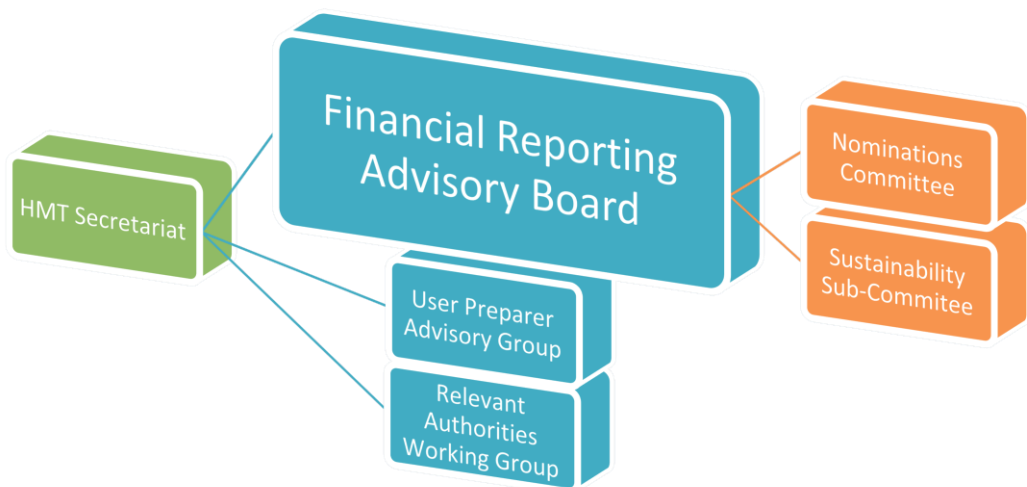 Financial Reporting
Advisory Board
HMT Secretariat
Nominations
Committee
Sustainability
Sub-Commitee
User Preparer
Advisory Group
Relevant
Authorities
Working Group